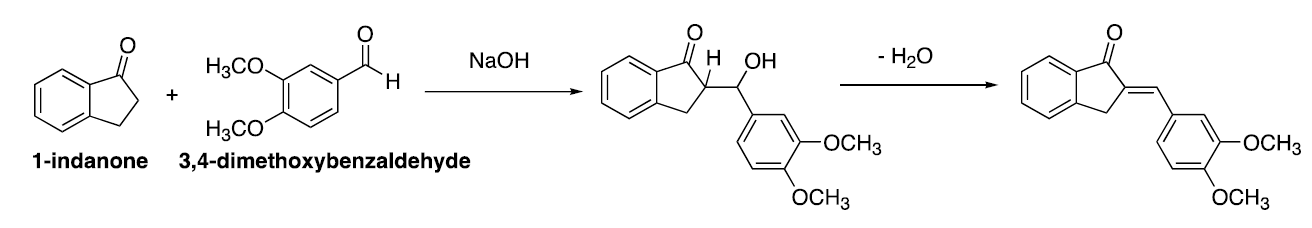 O
H₃CO
H₃CO
O
H
+
1-indanone
3,4-dimethoxybenzaldehyde
NaOH
O
H
OH
OCH₃
OCH₃
- H₂O
O
OCH₃
OCH₃